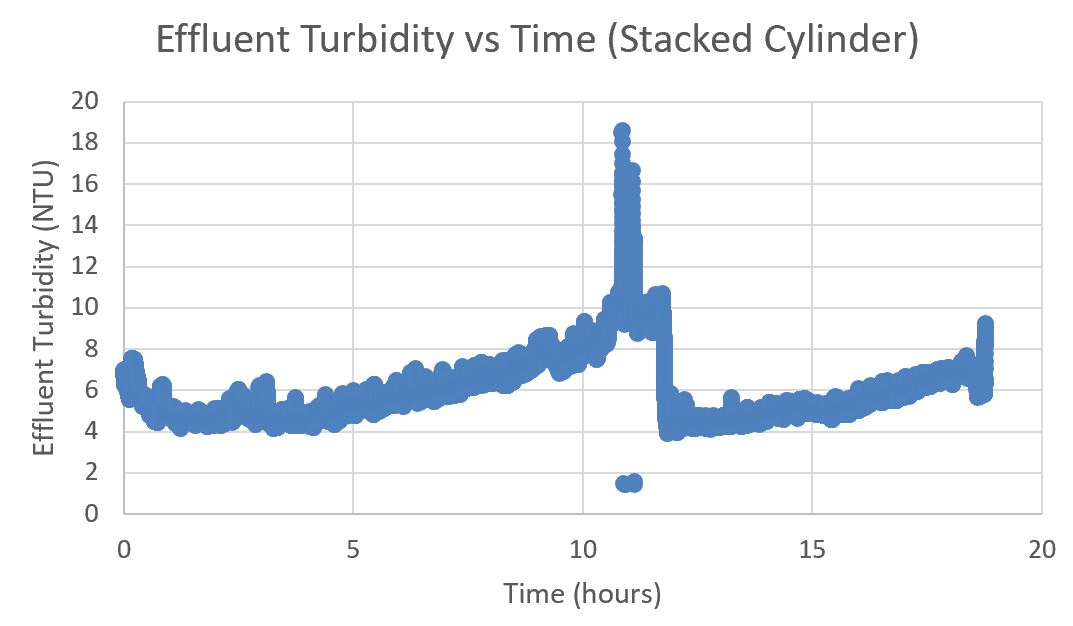 Effluent Turbidity vs Time (Stacked Cylinder)
20
18
16
14
12
10
8
6
4
2
0
Effluent Turbidity (NTU)
0 5 10 15 20
Time (hours)